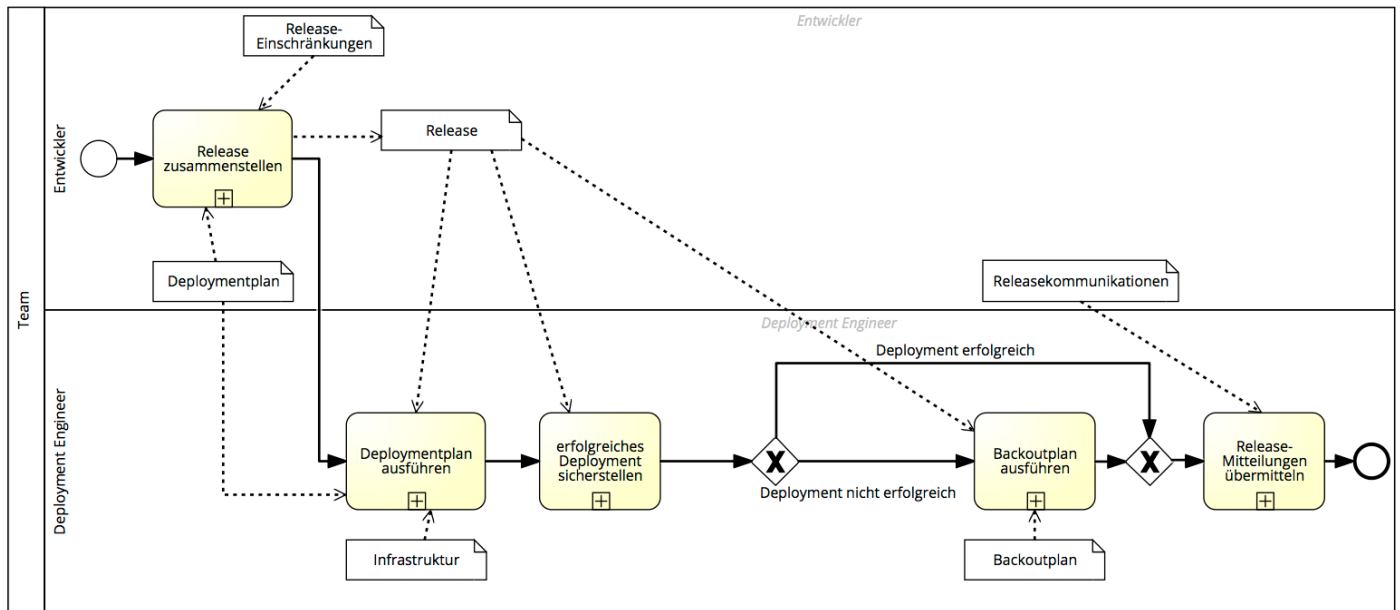 Entwickler
Release-
Einschränkungen
Release
Entwickler
Release
zusammenstellen
Deploymentplan
Releasekommunikationen
Team
Deployment Engineer
Deployment erfolgreich
Deployment Engineer
Deploymentplan
ausführen
erfolgreiches
Deployment
sicherstellen
X
Deployment nicht erfolgreich
Backoutplan
ausführen
X
Release-
Mitteilungen
übermitteln
Infrastruktur
Backoutplan